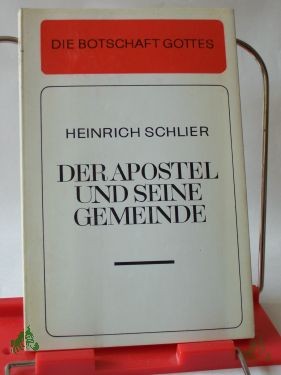 DIE BOTSCHAFT GOTTES
HEINRICH SCHLIER
DER APOSTEL
UND SEINE
GEMEINDE